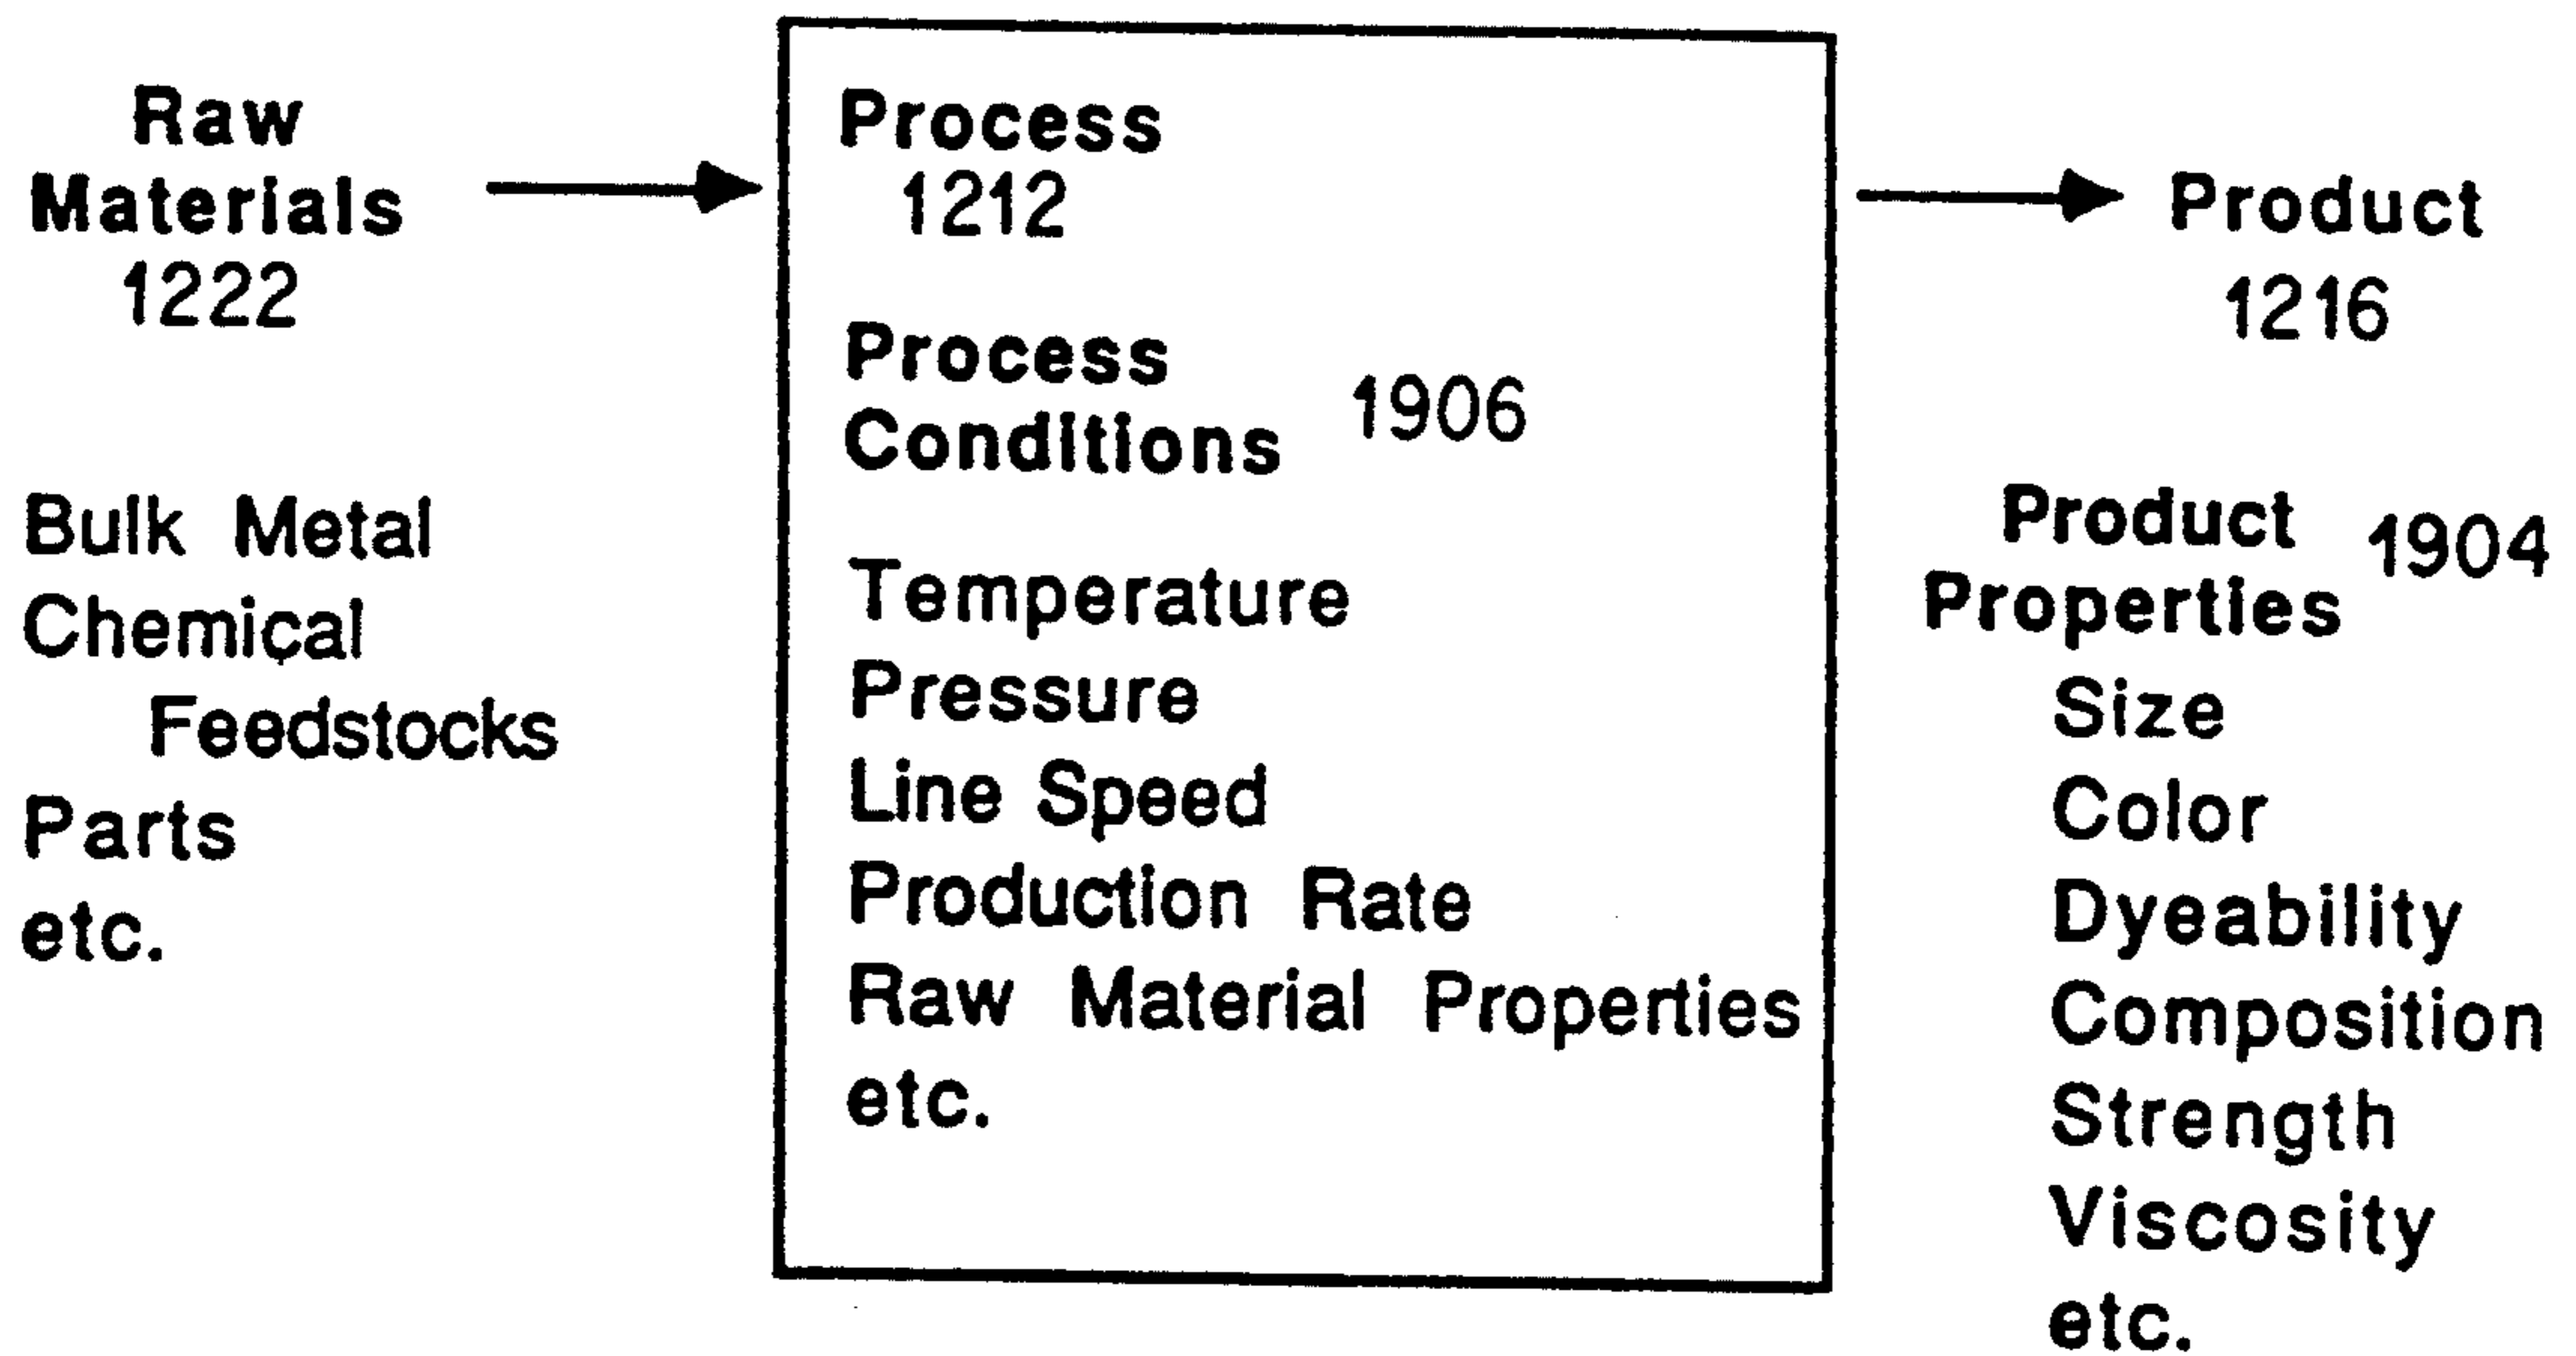 Raw
Materials
1222
Bulk Metal
Chemical
Feedstocks
Parts
etc.
Process
1212
Process
Conditions 1906
Temperature
Pressure
Line Speed
Production Rate
Raw Material Properties
etc.
Product
1216
Product 1904
Properties
Size
Color
Dyeability
Composition
Strength
Viscosity
etc.